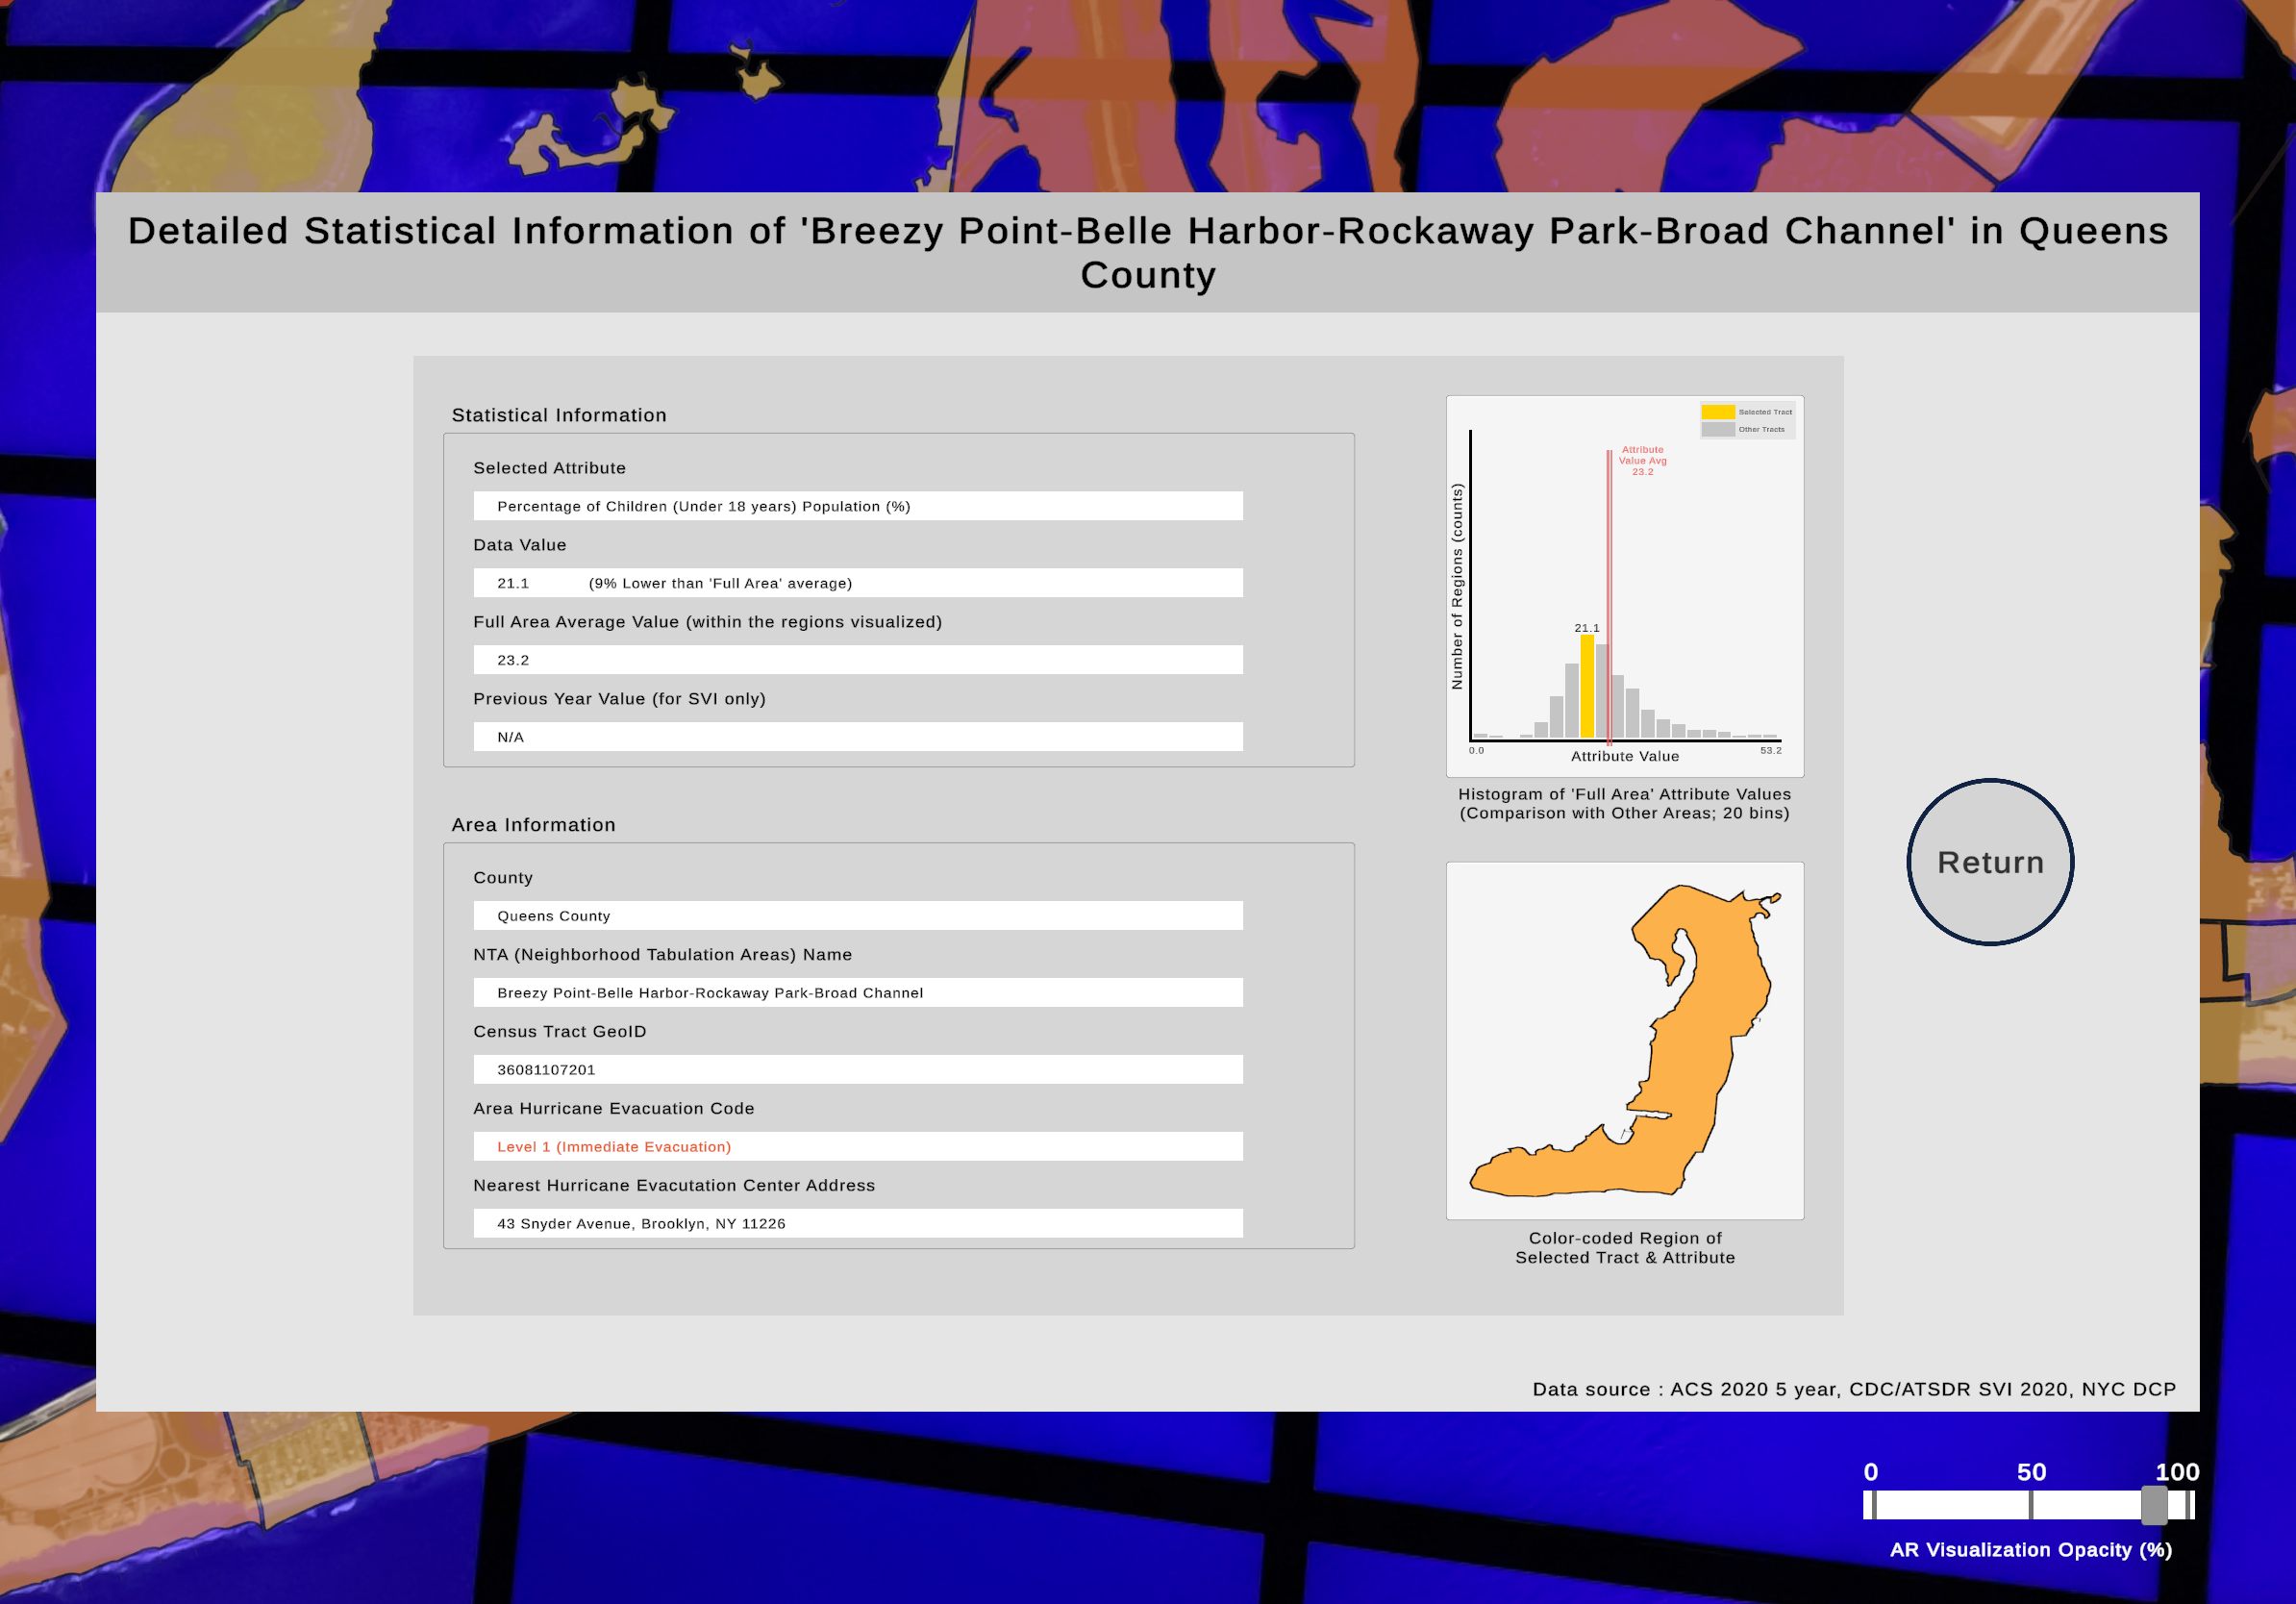 Detailed Statistical Information of 'Breezy Point-Belle Harbor-Rockaway Park-Broad Channel' in Queens
County
Statistical Information
Selected Attribute
Percentage of Children (Under 18 years) Population (%)
Data Value
21.1 (9% Lower than 'Full Area' average)
Full Area Average Value (within the regions visualized)
23.2
Previous Year Value (for SVI only)
N/A
Area Information
County
Queens County
NTA (Neighborhood Tabulation Areas) Name
Breezy Point-Belle Harbor-Rockaway Park-Broad Channel
Census Tract GeoID
36081107201
Area Hurricane Evacuation Code
Level 1 (Immediate Evacuation)
Nearest Hurricane Evacutation Center Address
43 Snyder Avenue, Brooklyn, NY 11226
Selected Tract
Other Tracts
Attribute
Value Avg
23.2
Number of Regions (counts)
21.1
0.0
53.2
Attribute Value
Histogram of 'Full Area' Attribute Values
(Comparison with Other Areas; 20 bins)
Color-coded Region of
Selected Tract & Attribute
Return
Data source : ACS 2020 5 year, CDC/ATSDR SVI 2020, NYC DCP
0 50 100
AR Visualization Opacity (%)